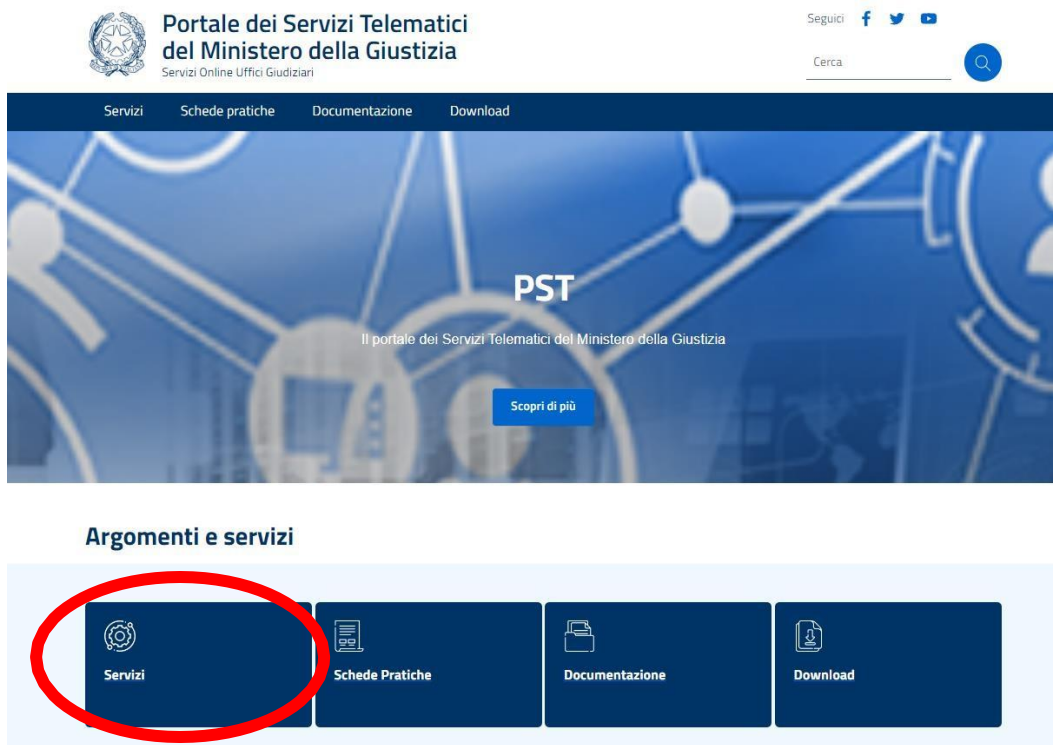 Portale dei Servizi Telematici
del Ministero della Giustizia
Servizi Online Uffici Giudiziari
Seguici
Cerca
Servizi
Schede pratiche
Documentazione
Download
PST
Il portale dei Servizi Telematici del Ministero della Giustizia
Scopri di più
Argomenti e servizi
Servizi
Schede Pratiche
Documentazione
Download